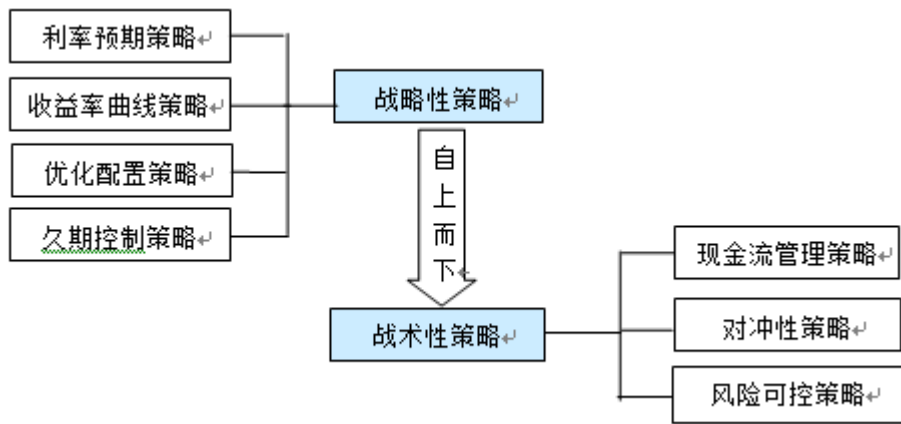 利率预期策略↵
收益率曲线策略↵
优化配置策略↵
久期控制策略↵
战略性策略↵
自
上
而
下↵
战术性策略↵
现金流管理策略↵
对冲性策略↵
风险可控策略↵